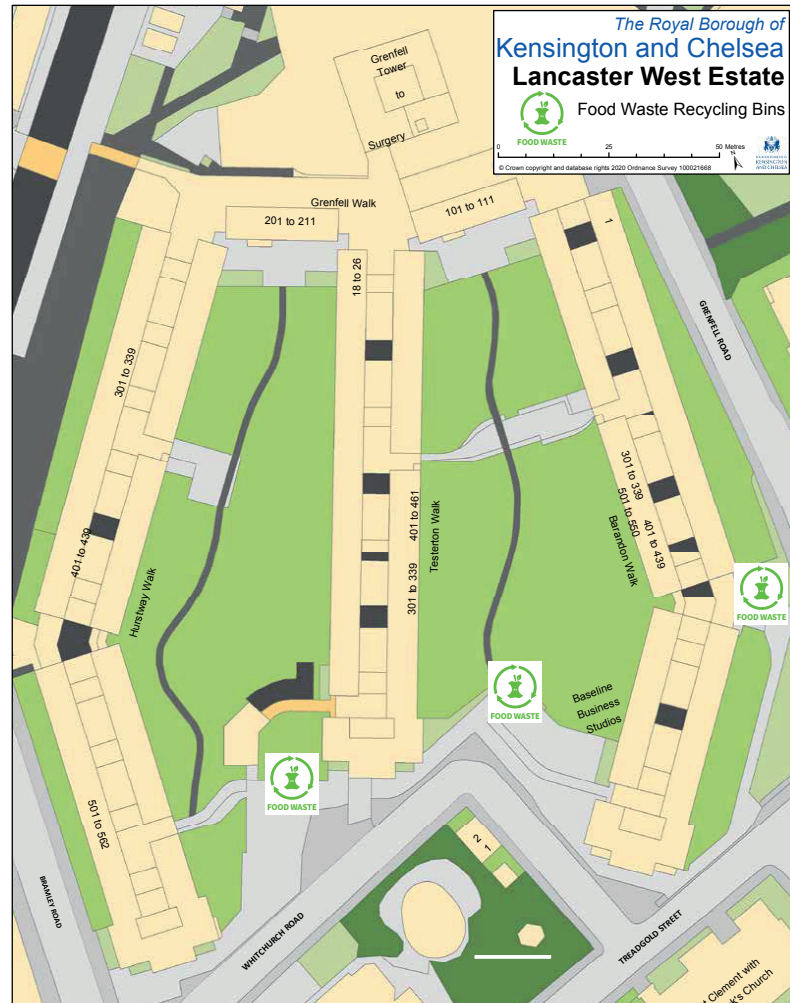 The Royal Borough of
Kensington and Chelsea
Lancaster West Estate
Food Waste Recycling Bins
FOOD WASTE
0 25 50 Metres
N
© Crown copyright and database rights 2020 Ordnance Survey 100021668
KENSINGTON
AND CHELSEA
Grenfell
Tower
to
Surgery
Grenfell Walk
201 to 211
101 to 111
1
18 to 26
GRENFELL ROAD
301 to 339
401 to 439
Hurstway Walk
501 to 562
BRAMLEY ROAD
401 to 461
301 to 339
Testerton Walk
301 to 339
501 to 550
401 to 439
Barandon Walk
FOOD WASTE
FOOD WASTE
Baseline
Business
Studios
FOOD WASTE
2
1
WHITCHURCH ROAD
TREADGOLD STREET
t Clement with
k's Church